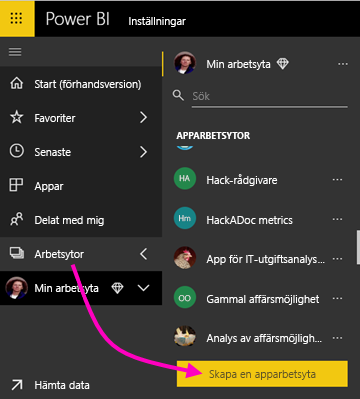 Power BI
Inställningar
Start (förhandsversion)
Favoriter
Senaste
Appar
Delat med mig
Arbetsytor
Min arbetsyta
Hämta data
Min arbetsyta
Sök
APPARBETSYTOR
HA Hack-rådgivare
Hm HackADoc metrics
App för IT-utgiftsanalys...
OO Gammal affärsmöjlighet
Analys av affärsmöjligh...
Skapa en apparbetsyta